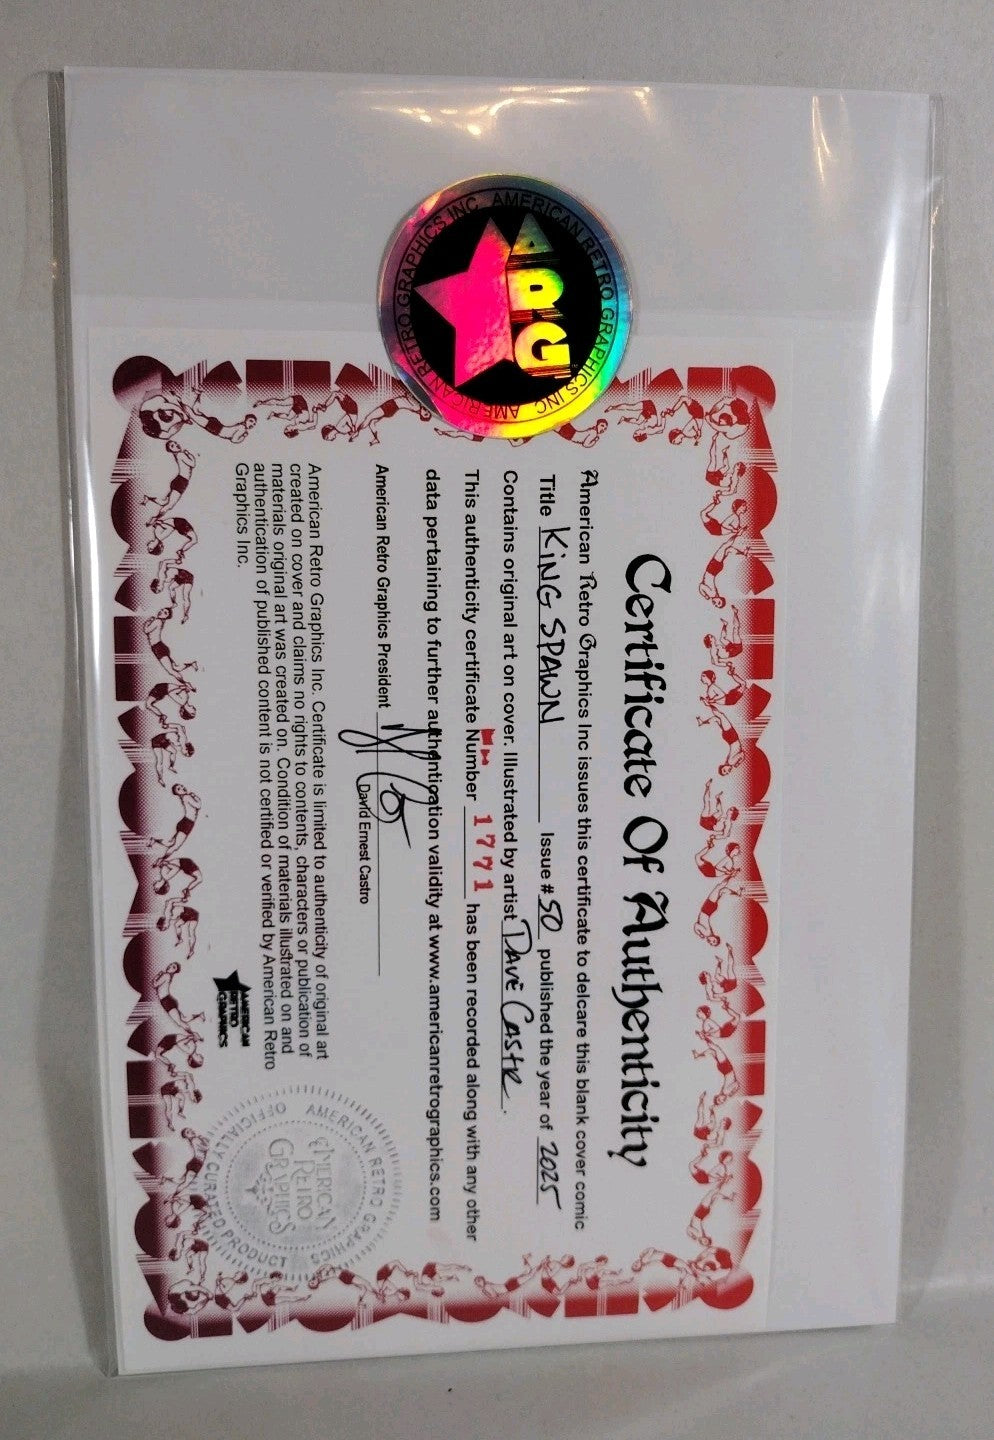 AMERICAN RETRO GRAPHICS INC. AMERICAN RETRO GRAPHICS INC.
ARG
Certificate Of Authenticity
American Retro Graphics Inc issues this certificate to delcare this blank cover comic
Title KiNG SPAWN Issue # 50 published the year of 2025
Contains original art on cover. Illustrated by artist DAVE CASTR.
This authenticity certificate Number 1771 has been recorded along with any other
data pertaining to further authentication validity at www.americanretrographics.com
American Retro Graphics President
David Ernest Castro
American Retro Graphics Inc. Certificate is limited to authenticity of original art
created on cover and claims no rights to contents, characters or publication of
materials original art was created on. Condition of materials illustrated on and
authentication of published content is not certified or verified by American Retro
Graphics Inc.
AMERICAN
RETRO
GRAPHICS
AMERICAN RETRO GRAPHICS
OFFICIALLY CURATED PRODUCT
AMERICAN
RETRO
GRAPHICS